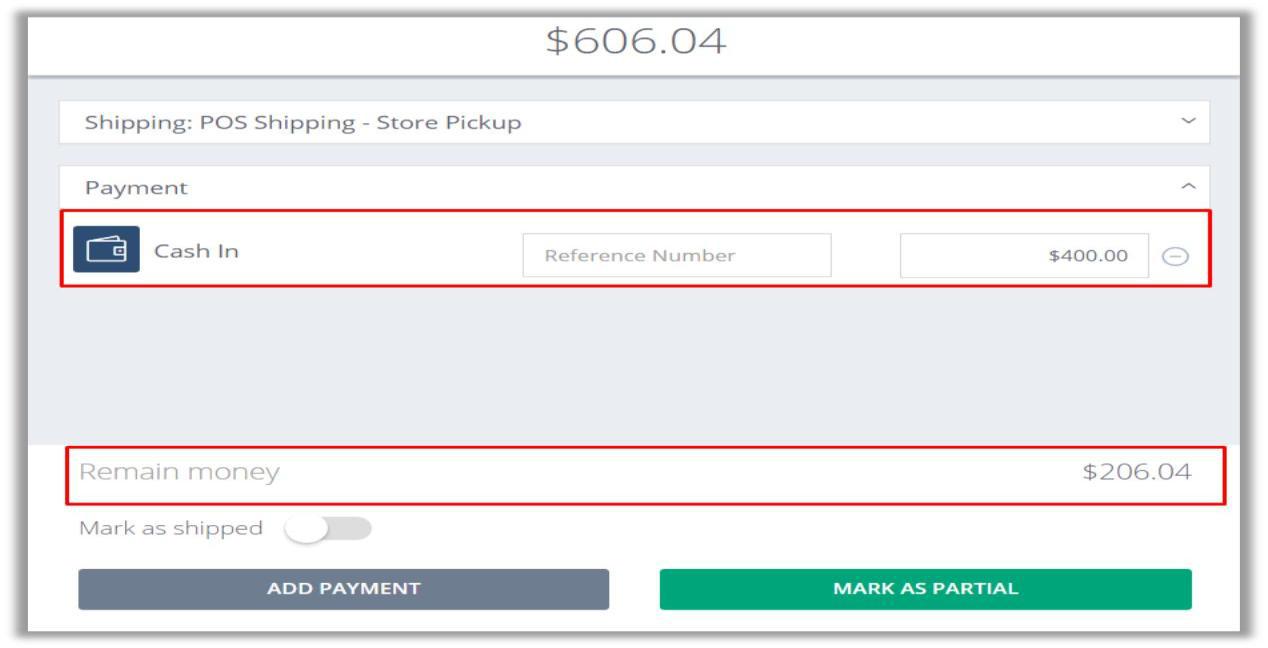 $606.04
Shipping: POS Shipping - Store Pickup
Payment
Cash In Reference Number $400.00
Remain money $206.04
Mark as shipped
ADD PAYMENT MARK AS PARTIAL